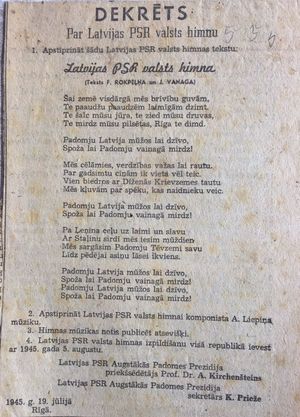 DEKRĒTS
Par Latvijas PSR valsts himnu
1. Apstiprināt šādu Latvijas PSR valsts himnas tekstu:
Latvijas PSR valsts himna
(Teksts F. ROKPEĻŅA un J. VANAGA)
Šai zemē visdārgā mēs brīvību guvām,
Te paaudžu paaudzēm laimīgām dzimt,
Te šalc mūsu jūra, te zied mūsu druvas,
Te mirdz mūsu pilsētas, Rīga te dimd.
Padomju Latvija mūžos lai dzīvo,
Spoža lai Padomju vainagā mirdz!
Mēs cēlāmies, verdzības važas lai rautu.
Par gadsimtu cīņām ik vieta vēl teic.
Vien biedros ar Diženās Krievzemes tautu
Mēs kļuvām par spēku, kas naidnieku veic.
Padomju Latvija mūžos lai dzīvo,
Spoža lai Padomju vainagā mirdz!
Pa Ļeņina ceļu uz laimi un slavu
Ar Staļinu sirdī mēs iesim mūždien
Mēs sargāsim Padomju Tēvzemi savu
Līdz pēdējai asiņu lāsei ikviens.
Padomju Latvija mūžos lai dzīvo,
Spoža lai Padomju vainagā mirdz!
Padomju Latvija mūžos lai dzīvo,
Spoža lai Padomju vainagā mirdz!
2. Apstiprināt Latvijas PSR valsts himnai komponista A. Liepiņa
mūziku.
3. Himnas mūzikas notis publicēt atsevišķi.
4. Latvijas PSR valsts himnas izpildīšanu visā republikā ievest
ar 1945. gada 5. augustu.
Latvijas PSR Augstākās Padomes Prezidija
priekšsēdētājs Prof. Dr. A. Kirchenšteins
Latvijas PSR Augstākās Padomes Prezidija
sekretārs K. Prieže
1945. g. 19. jūlijā
Rīgā.